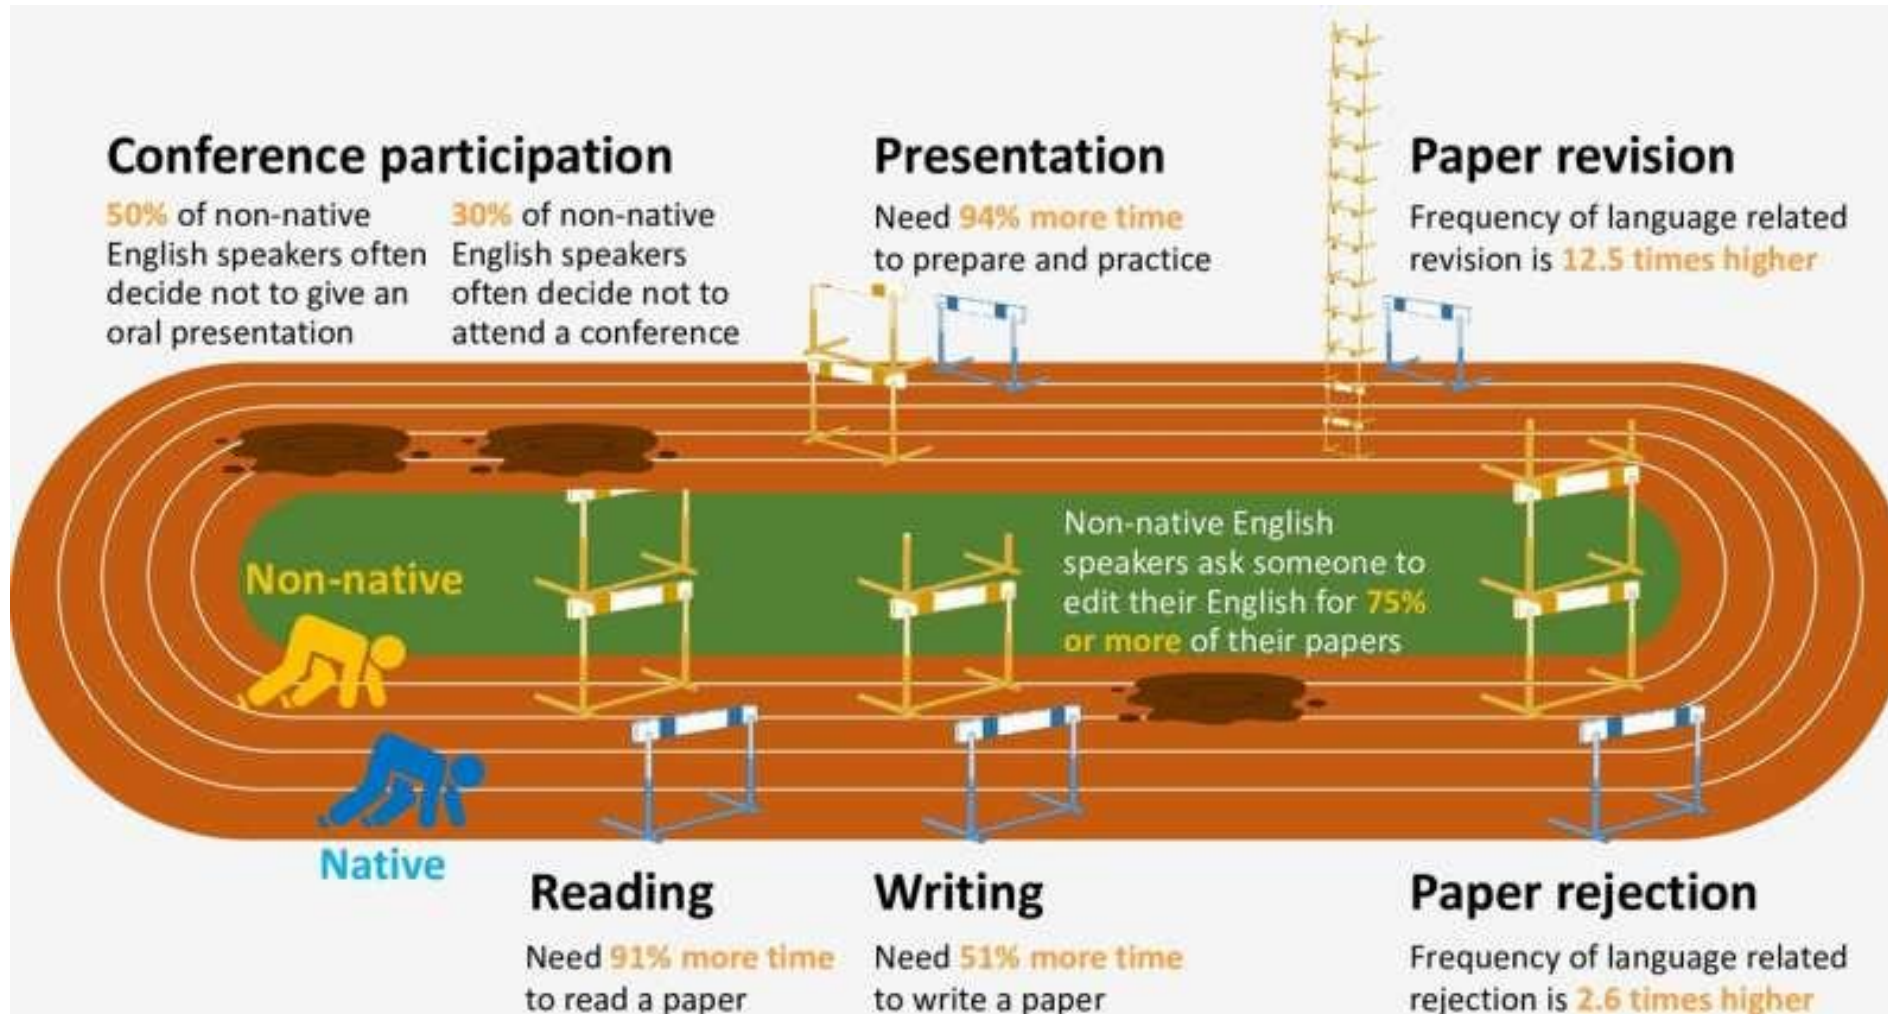 Conference participation
50% of non-native
English speakers often
decide not to give an
oral presentation
30% of non-native
English speakers
often decide not to
attend a conference
Presentation
Need 94% more time
to prepare and practice
Paper revision
Frequency of language related
revision is 12.5 times higher
Non-native English
speakers ask someone to
edit their English for 75%
or more of their papers
Non-native
Native
Reading
Need 91% more time
to read a paper
Writing
Need 51% more time
to write a paper
Paper rejection
Frequency of language related
rejection is 2.6 times higher